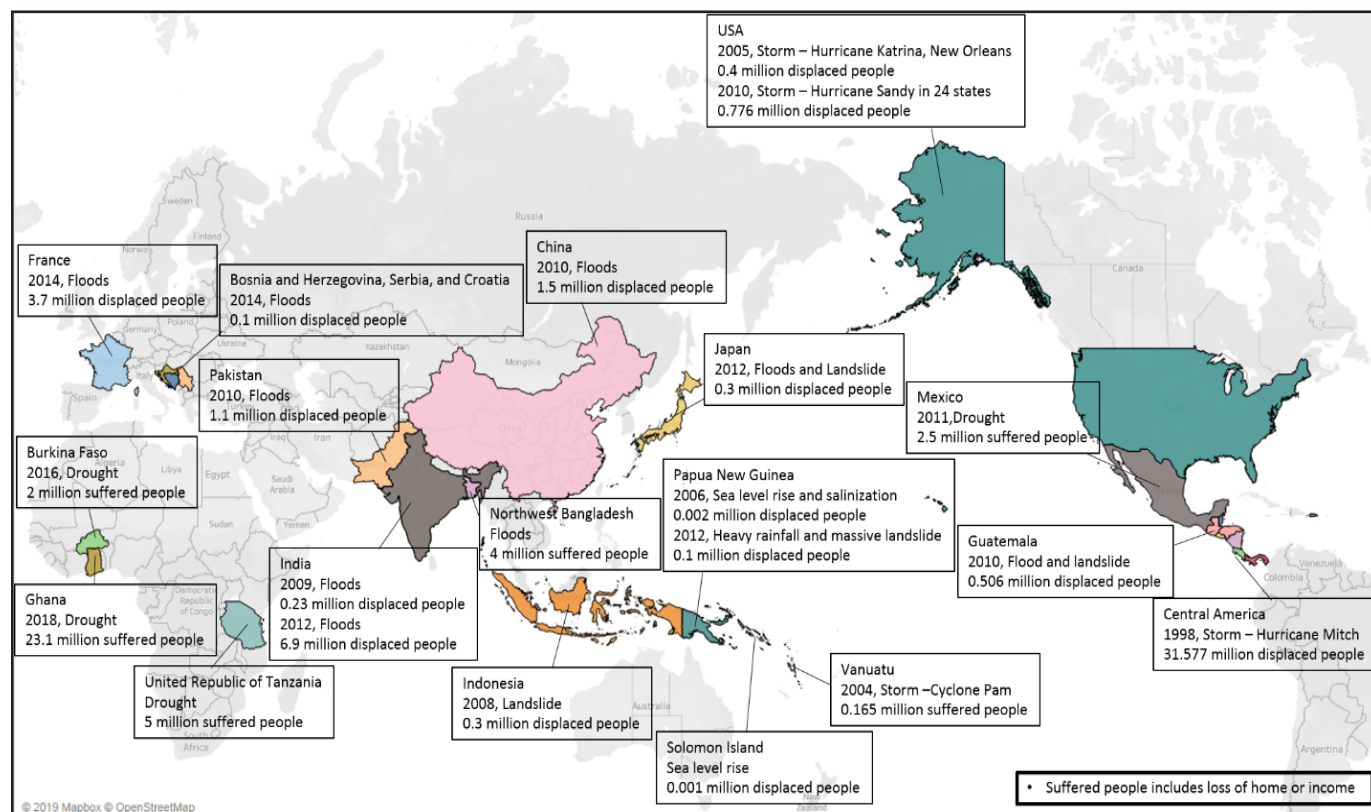 USA
2005, Storm – Hurricane Katrina, New Orleans
0.4 million displaced people
2010, Storm – Hurricane Sandy in 24 states
0.776 million displaced people
Sweden
Finland
Norway
Russia
Canada
France
2014, Floods
3.7 million displaced people
Bosnia and Herzegovina, Serbia, and Croatia
2014, Floods
0.1 million displaced people
China
2010, Floods
1.5 million displaced people
Germany
Poland
Ukraine
Kazakhstan
Mongolia
Italy
Spain
Pakistan
2010, Floods
1.1 million displaced people
Japan
2012, Floods and Landslide
0.3 million displaced people
Mexico
2011,Drought
2.5 million suffered people
Iraq
Iran
China
Burkina Faso
2016, Drought
2 million suffered people
Algeria
Libya
Egypt
Saudi
Arabia
Sudan
Yemen
Papua New Guinea
2006, Sea level rise and salinization
0.002 million displaced people
2012, Heavy rainfall and massive landslide
0.1 million displaced people
Northwest Bangladesh
Floods
4 million suffered people
Guatemala
2010, Flood and landslide
0.506 million displaced people
Venezuela
Colombia
India
2009, Floods
0.23 million displaced people
2012, Floods
6.9 million displaced people
Democratic
Republic
of Congo
Ghana
2018, Drought
23.1 million suffered people
Central America
1998, Storm – Hurricane Mitch
31.577 million displaced people
United Republic of Tanzania
Drought
5 million suffered people
Indonesia
2008, Landslide
0.3 million displaced people
Vanuatu
2004, Storm –Cyclone Pam
0.165 million suffered people
Australia
South
Africa
Solomon Island
Sea level rise
0.001 million displaced people
Argentina
New
Zealand
• Suffered people includes loss of home or income
© 2019 Mapbox © OpenStreetMap